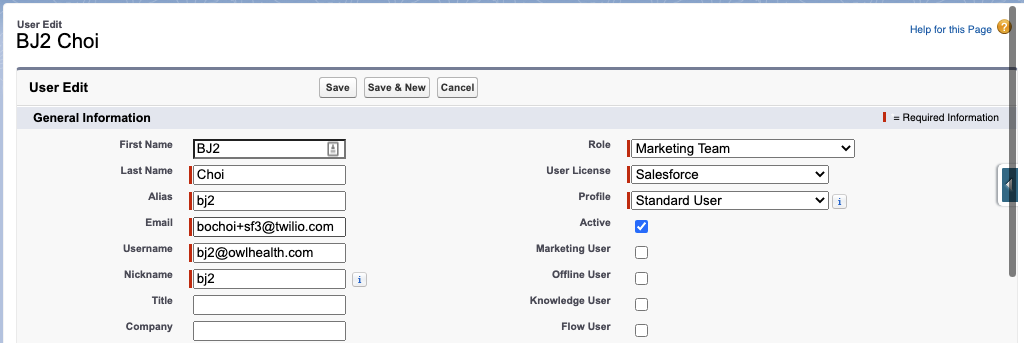 User Edit
BJ2 Choi
Help for this Page ?
User Edit Save Save & New Cancel
General Information = Required Information
First Name BJ2 Role Marketing Team
Last Name Choi User License Salesforce
Alias bj2 Profile Standard User i
Email bochoi+sf3@twilio.com Active
Username bj2@owlhealth.com Marketing User
Nickname bj2 i Offline User
Title Knowledge User
Company Flow User